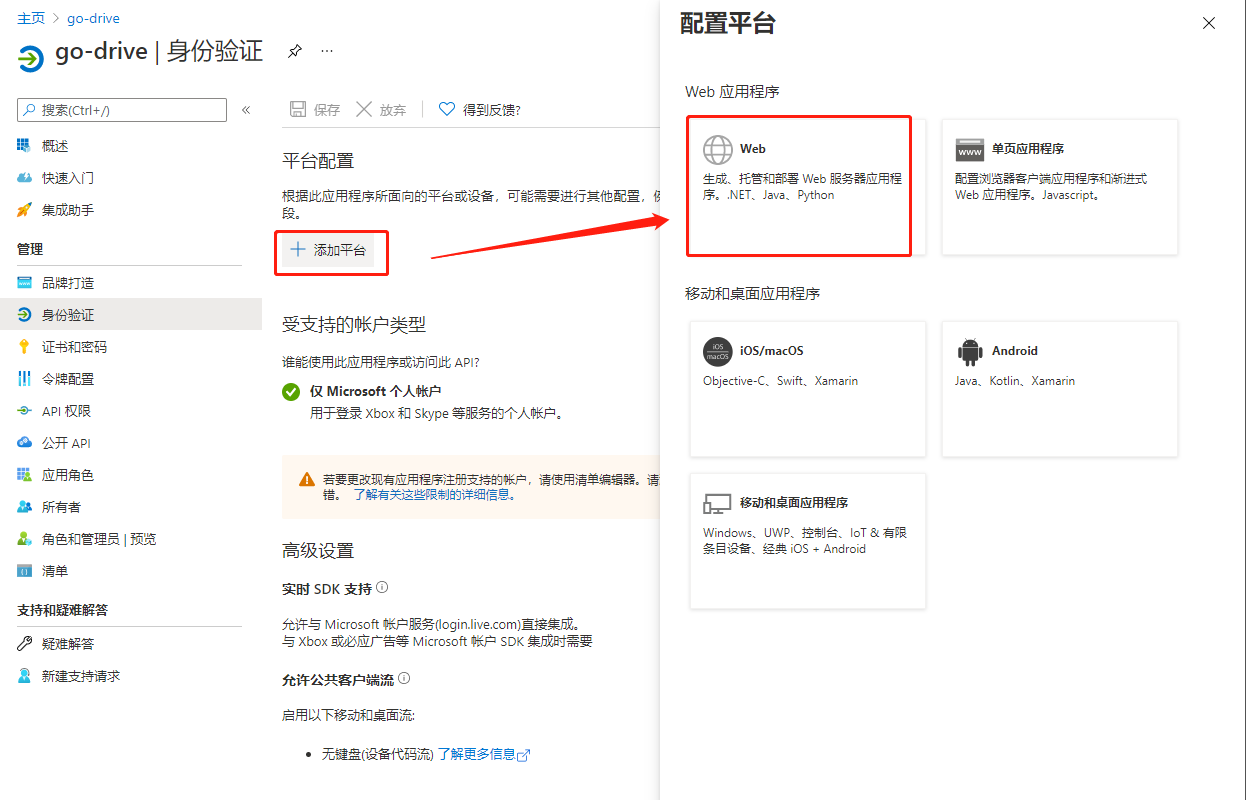 主页 > go-drive
go-drive | 身份验证
搜索(Ctrl+/)
概述
快速入门
集成助手
管理
品牌打造
身份验证
证书和密码
令牌配置
API 权限
公开 API
应用角色
所有者
角色和管理员 | 预览
清单
支持和疑难解答
疑难解答
新建支持请求
保存
放弃
得到反馈?
平台配置
根据此应用程序所面向的平台或设备，可能需要进行其他配置，
段。
添加平台
受支持的帐户类型
谁能使用此应用程序或访问此 API?
仅 Microsoft 个人帐户
用于登录 Xbox 和 Skype 等服务的个人帐户。
若要更改现有应用程序注册支持的帐户，请使用清单编辑器。请
错。 了解有关这些限制的详细信息。
高级设置
实时 SDK 支持
允许与 Microsoft 帐户服务(login.live.com)直接集成。
与 Xbox 或必应广告等 Microsoft 帐户 SDK 集成时需要
允许公共客户端流
启用以下移动和桌面流:
无键盘(设备代码流) 了解更多信息
配置平台
Web 应用程序
Web
生成、托管和部署 Web 服务器应用程
序。.NET、Java、Python
www
单页应用程序
配置浏览器客户端应用程序和渐进式
Web 应用程序。Javascript。
移动和桌面应用程序
iOS
macOS
iOS/macOS
Objective-C、Swift、Xamarin
Android
Java、Kotlin、Xamarin
移动和桌面应用程序
Windows、UWP、控制台、IoT & 有限
条目设备、经典 iOS + Android